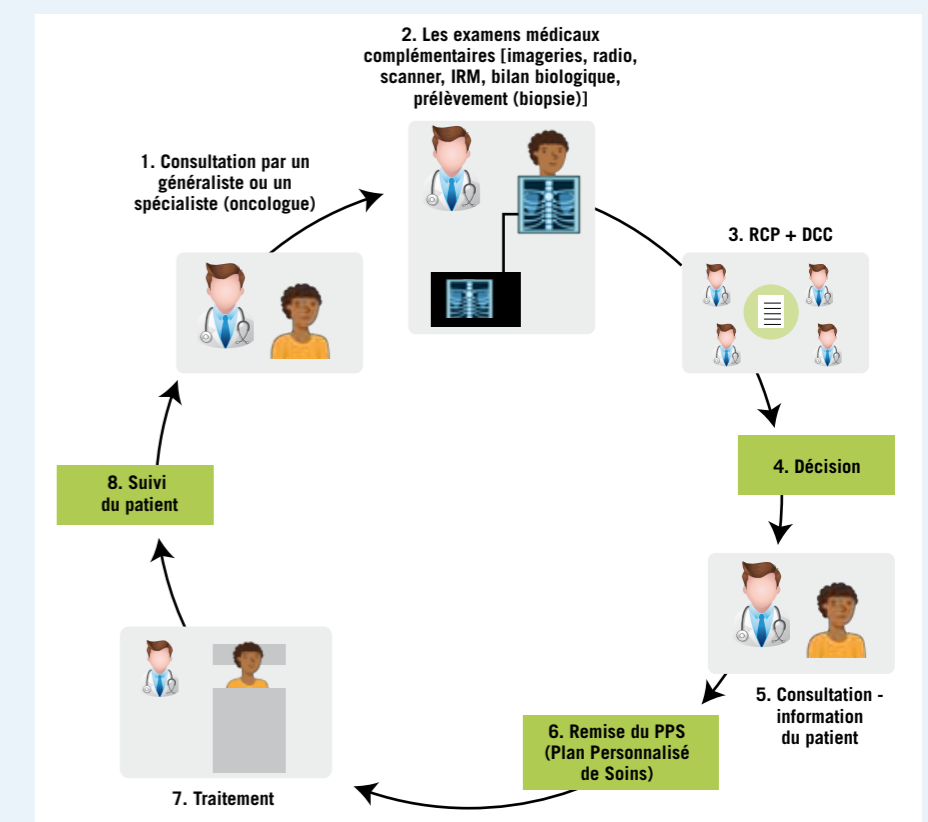 1. Consultation par un
généraliste ou un
spécialiste (oncologue)
2. Les examens médicaux
complémentaires [imageries, radio,
scanner, IRM, bilan biologique,
prélèvement (biopsie)]
3. RCP + DCC
4. Décision
5. Consultation -
information
du patient
6. Remise du PPS
(Plan Personnalisé
de Soins)
7. Traitement
8. Suivi
du patient